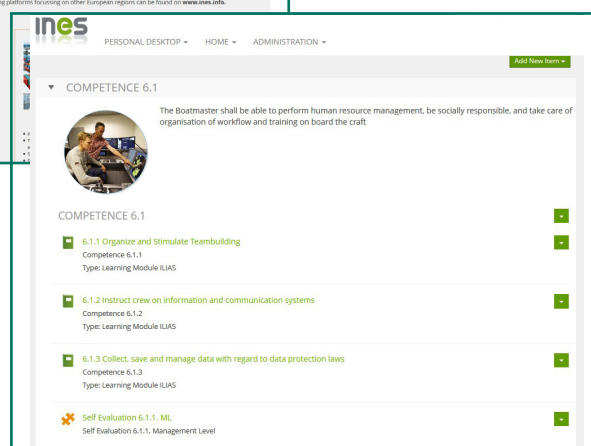 ng platforms focussing on other European regions can be found on www.ines.info.
ines
PERSONAL DESKTOP HOME ADMINISTRATION
Add New Item
COMPETENCE 6.1
The Boatmaster shall be able to perform human resource management, be socially responsible, and take care of
organisation of workflow and training on board the craft
COMPETENCE 6.1
6.1.1 Organize and Stimulate Teambuilding
Competence 6.1.1
Type: Learning Module ILIAS
6.1.2 Instruct crew on information and communication systems
Competence 6.1.2
Type: Learning Module ILIAS
6.1.3 Collect, save and manage data with regard to data protection laws
Competence 6.1.3
Type: Learning Module ILIAS
Self Evaluation 6.1.1. ML
Self Evaluation 6.1.1. Management Level